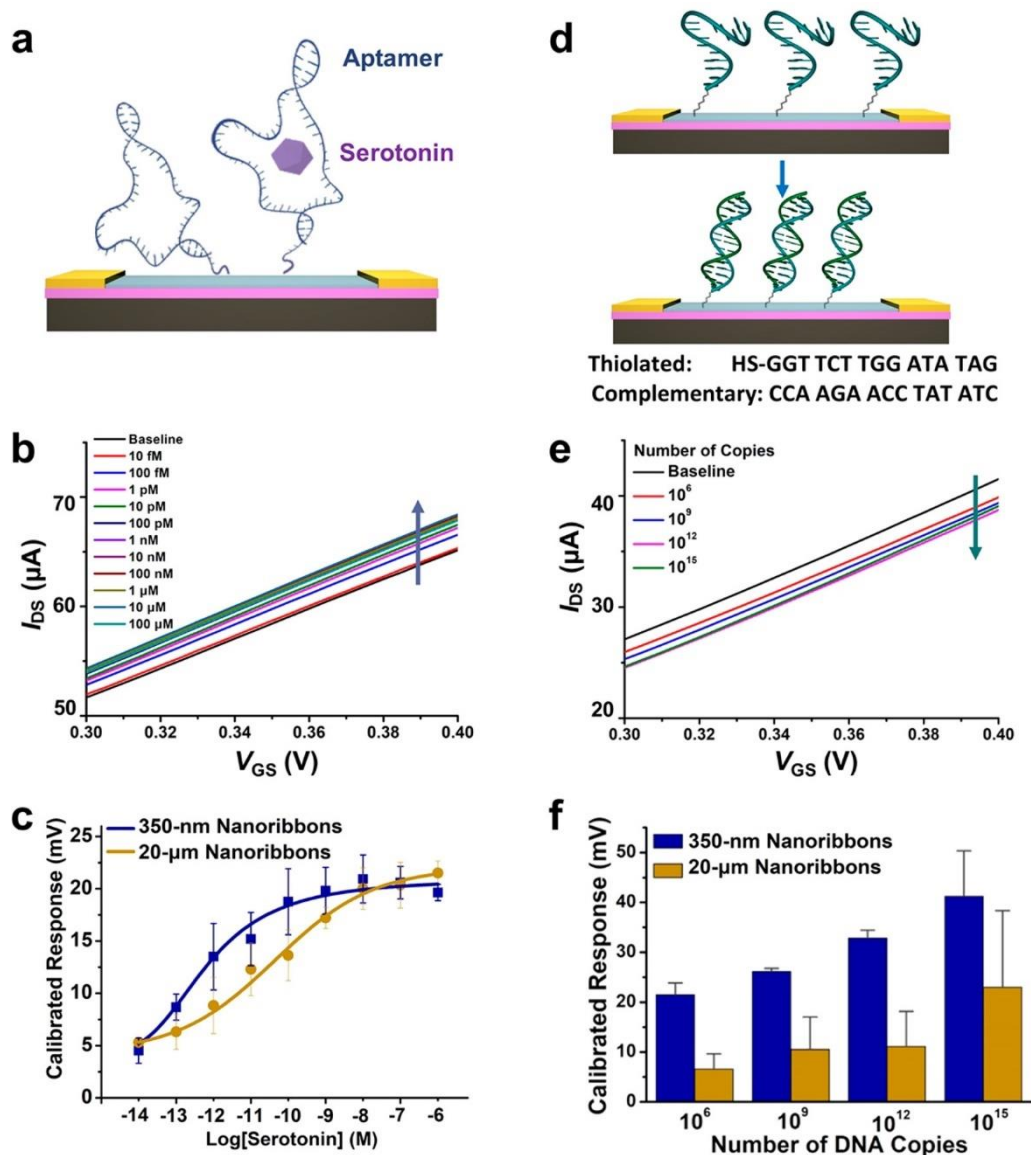 a
Aptamer
Serotonin
d
Thiolated: HS-GGT TCT TGG ATA TAG
Complementary: CCA AGA ACC TAT ATC
b
Baseline
10 fM
100 fM
1 pM
10 pM
100 pM
1 nM
10 nM
100 nM
1 µM
10 µM
100 µM
70
60
50
I_DS (µA)
0.30 0.32 0.34 0.36 0.38 0.40
V_GS (V)
e
Number of Copies
Baseline
10^6
10^9
10^12
10^15
40
30
20
I_DS (µA)
0.30 0.32 0.34 0.36 0.38 0.40
V_GS (V)
c
350-nm Nanoribbons
20-µm Nanoribbons
25
20
15
10
5
0
Calibrated Response (mV)
-14 -13 -12 -11 -10 -9 -8 -7 -6
Log[Serotonin] (M)
f
350-nm Nanoribbons
20-µm Nanoribbons
50
40
30
20
10
0
Calibrated Response (mV)
10^6 10^9 10^12 10^15
Number of DNA Copies